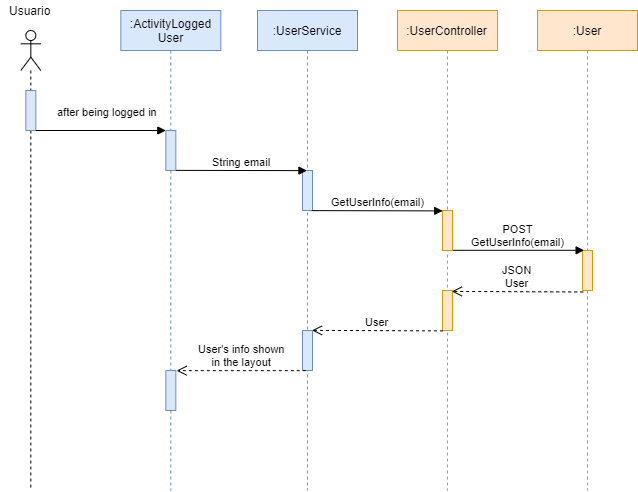 Usuario
:ActivityLogged
User
:UserService
:UserController
:User
after being logged in
String email
GetUserInfo(email)
POST
GetUserInfo(email)
JSON
User
User
User's info shown
in the layout